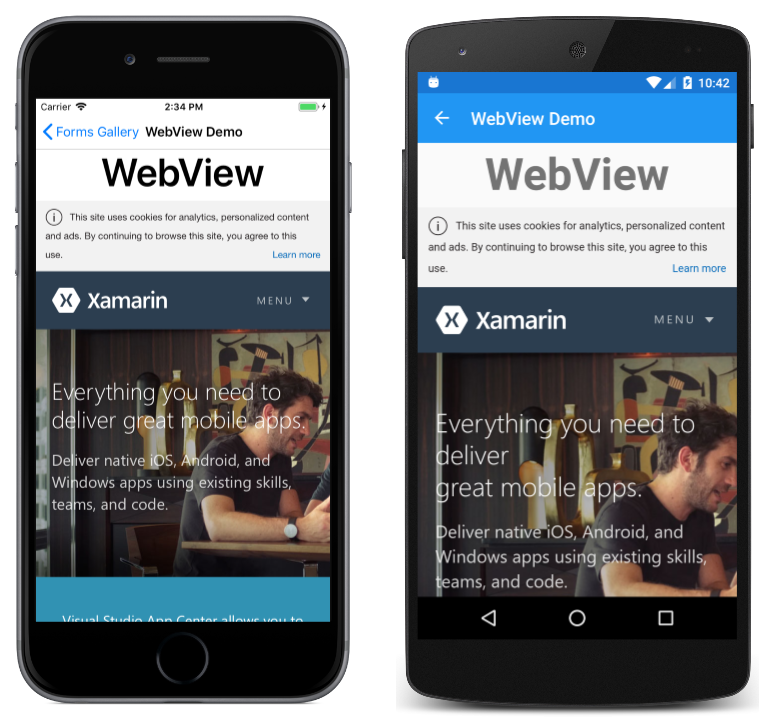 Carrier 2:34 PM
Forms Gallery WebView Demo
WebView
This site uses cookies for analytics, personalized content
and ads. By continuing to browse this site, you agree to this
use. Learn more
Xamarin MENU
Everything you need to
deliver great mobile apps.
Deliver native iOS, Android, and
Windows apps using existing skills,
teams, and code.
Visual Studio App Center allows you to
10:42
WebView Demo
WebView
This site uses cookies for analytics, personalized content
and ads. By continuing to browse this site, you agree to this
use. Learn more
Xamarin MENU
Everything you need to
deliver
great mobile apps.
Deliver native iOS, Android, and
Windows apps using existing skills,
teams, and code.